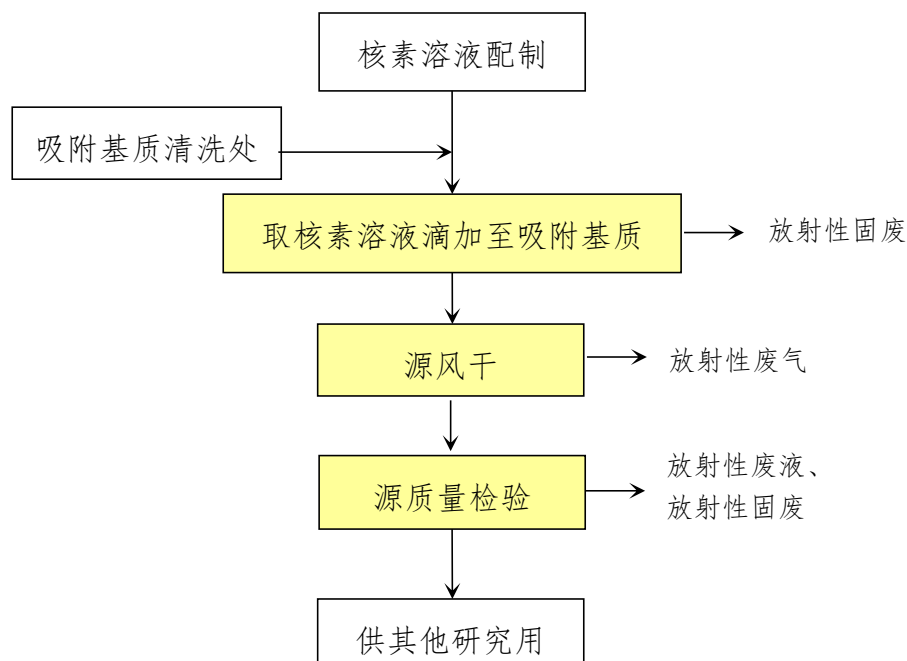 核素溶液配制
吸附基质清洗处
取核素溶液滴加至吸附基质
放射性固废
源风干
放射性废气
源质量检验
放射性废液、
放射性固废
供其他研究用